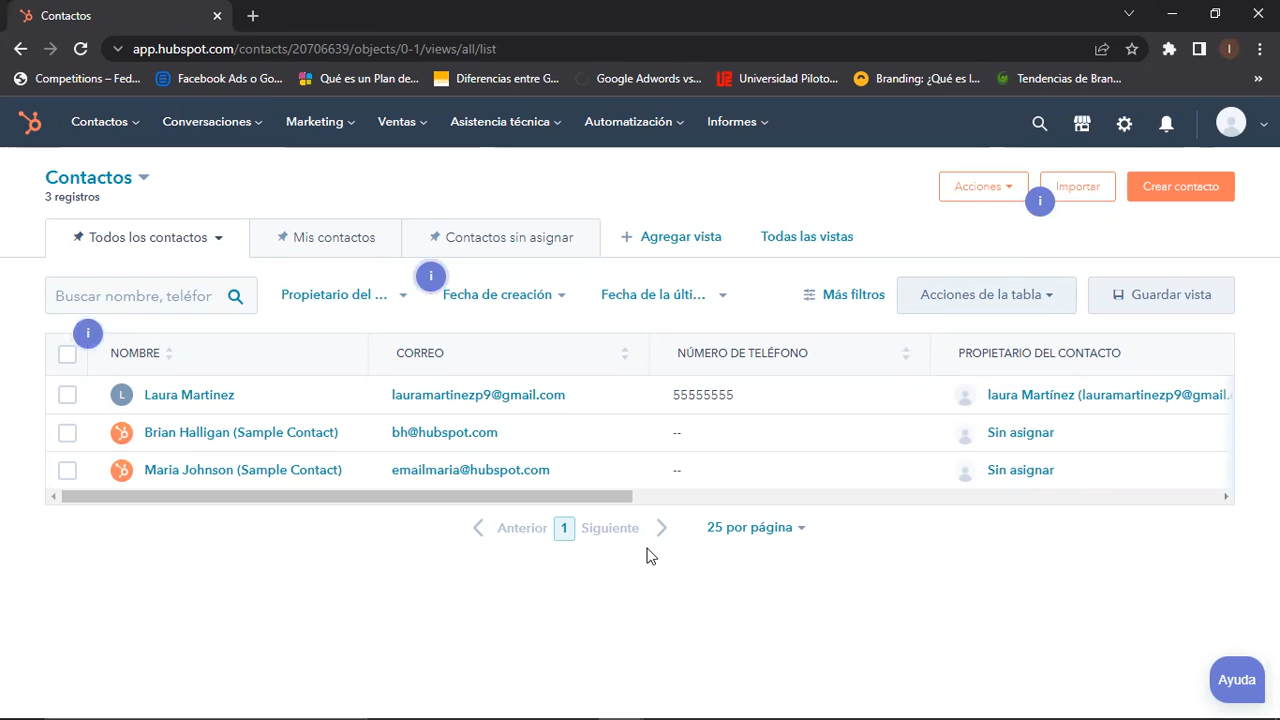 Contactos
app.hubspot.com/contacts/20706639/objects/0-1/views/all/list
I
Competitions – Fed... Facebook Ads o Go... Qué es un Plan de... Diferencias entre G... Google Adwords vs... Universidad Piloto... Branding: ¿Qué es l... Tendencias de Bran...
Contactos Conversaciones Marketing Ventas Asistencia técnica Automatización Informes
Contactos
3 registros
Acciones Importar Crear contacto
i
Todos los contactos Mis contactos Contactos sin asignar Agregar vista Todas las vistas
i
Buscar nombre, teléfor Propietario del ... Fecha de creación Fecha de la últi... Más filtros Acciones de la tabla Guardar vista
i
NOMBRE CORREO NÚMERO DE TELÉFONO PROPIETARIO DEL CONTACTO
L Laura Martinez lauramartinezp9@gmail.com 55555555 laura Martínez (lauramartinezp9@gmail.
Brian Halligan (Sample Contact) bh@hubspot.com -- Sin asignar
Maria Johnson (Sample Contact) emailmaria@hubspot.com -- Sin asignar
Anterior 1 Siguiente 25 por página
Ayuda